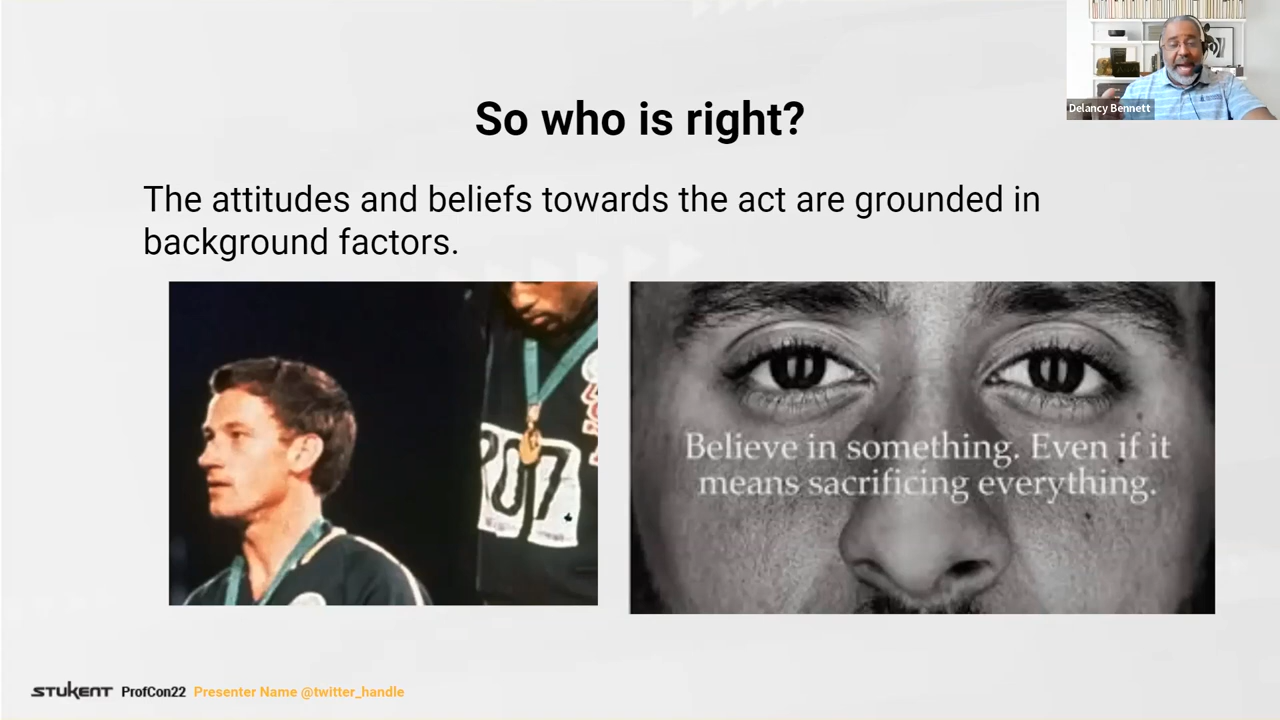 Delancy Bennett
So who is right?
The attitudes and beliefs towards the act are grounded in
background factors.
307
Believe in something. Even if it
means sacrificing everything.
STUKENT ProfCon22 Presenter Name @twitter_handle